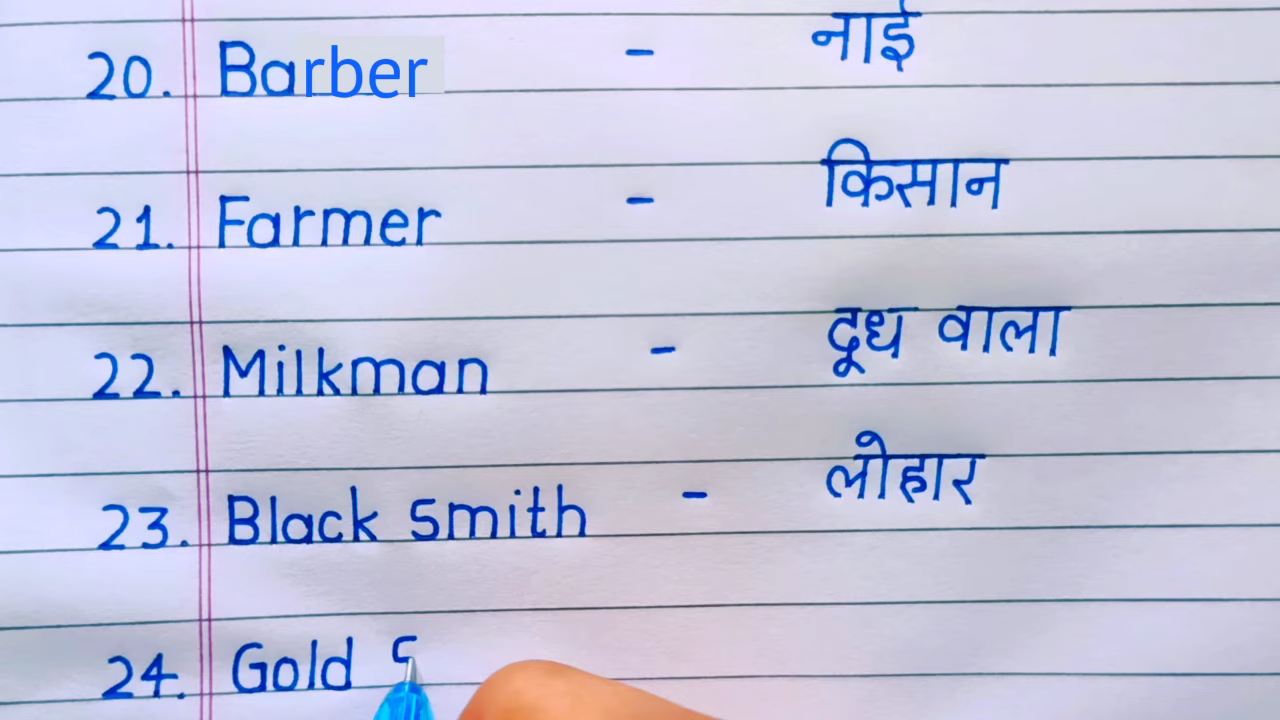 20. Barber - नाई
21. Farmer - किसान
22. Milkman - दूध वाला
23. Black Smith - लोहार
24. Gold S